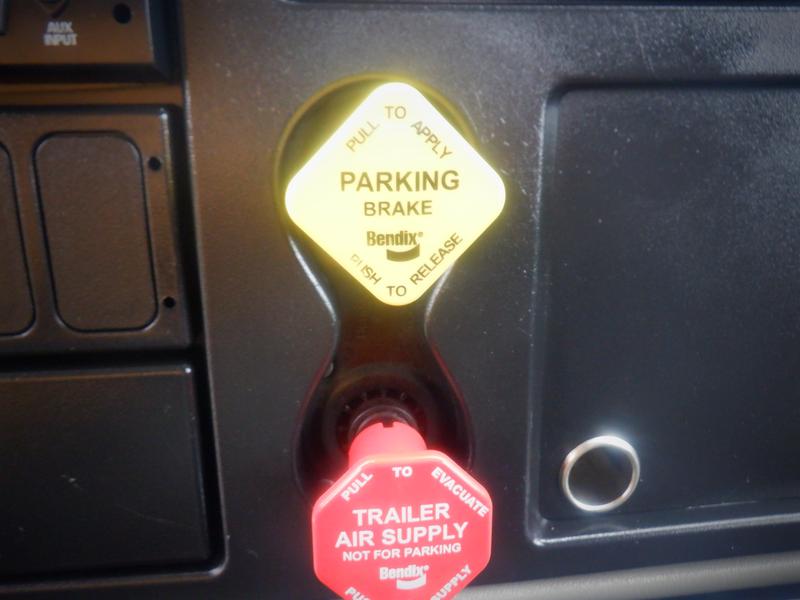 AUX
INPUT
PULL TO APPLY
PARKING
BRAKE
Bendix®
PUSH TO RELEASE
PULL TO EVACUATE
TRAILER
AIR SUPPLY
NOT FOR PARKING
Bendix®
SUPPLY